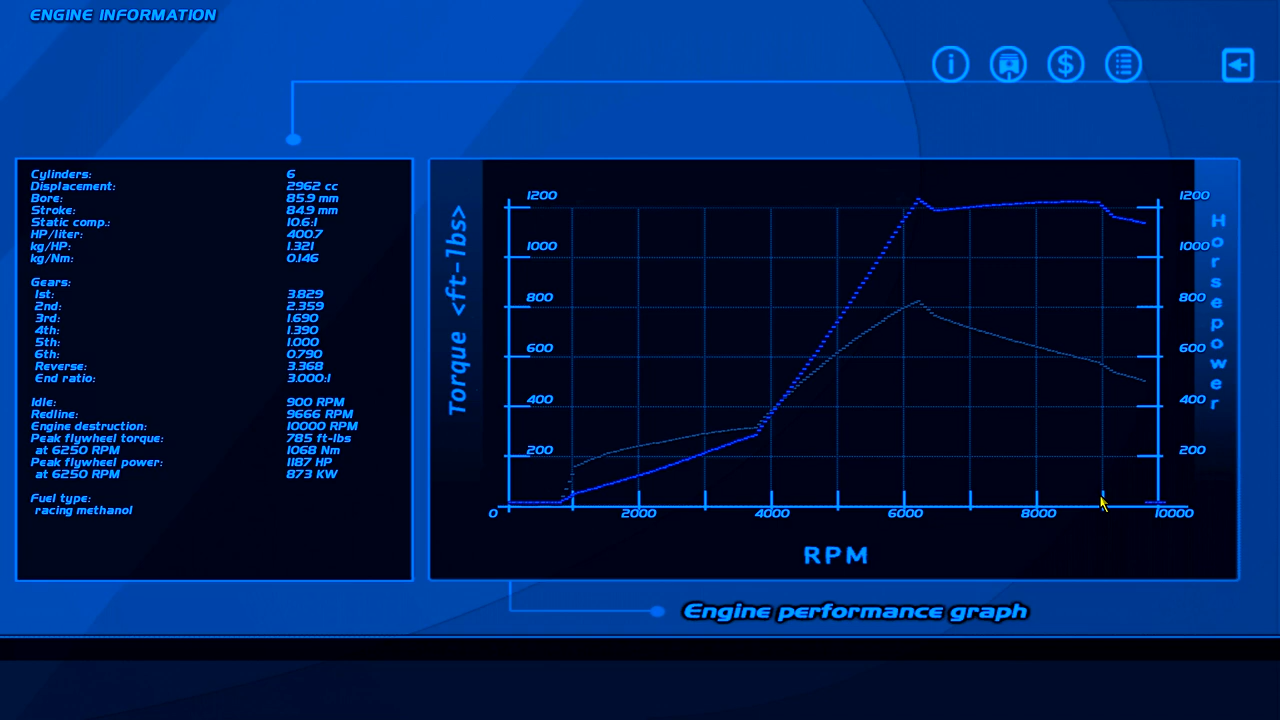 ENGINE INFORMATION
i $
Cylinders: 6
Displacement: 2962 cc
Bore: 85.9 mm
Stroke: 84.9 mm
Static comp.: 10.6:1
HP/liter: 400.7
kg/HP: 1.321
kg/Nm: 0.146
Gears:
1st: 3.829
2nd: 2.359
3rd: 1.690
4th: 1.390
5th: 1.000
6th: 0.790
Reverse: 3.368
End ratio: 3.000:1
Idle: 900 RPM
Redline: 9666 RPM
Engine destruction: 10000 RPM
Peak flywheel torque: 785 ft-lbs
at 6250 RPM 1068 Nm
Peak flywheel power: 1187 HP
at 6250 RPM 873 KW
Fuel type:
racing methanol
Torque <ft-lbs>
1200
1000
800
600
400
200
0 2000 4000 6000 8000 10000
1200
1000
800
600
400
200
Horsepower
RPM
Engine performance graph